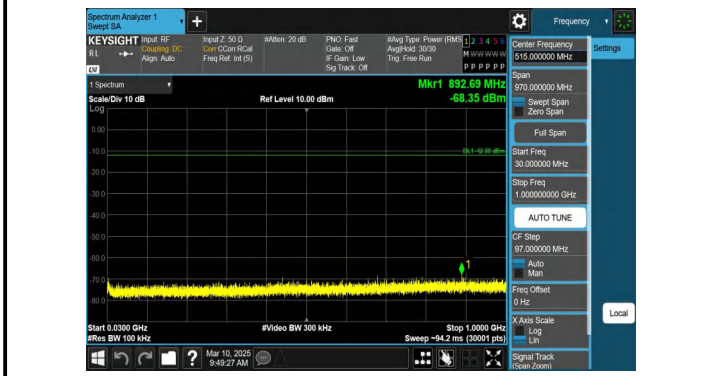 Spectrum Analyzer 1
Swept SA
Frequency
KEYSIGHT
RL
LXI
Input: RF
Coupling: DC
Align: Auto
Input Z: 50 Ω
Corr CCorr RCal
Freq Ref: Int (S)
#Atten: 20 dB
PNO: Fast
Gate: Off
IF Gain: Low
Sig Track: Off
#Avg Type: Power (RMS
Avg|Hold: 30/30
Trig: Free Run
1 2 3 4 5 6
M W W W W W
P P P P P P
1 Spectrum
Scale/Div 10 dB
Ref Level 10.00 dBm
Mkr1 892.69 MHz
-68.35 dBm
Log
0.00
-10.0
DL1 -12.00 dBm
-20.0
-30.0
-40.0
-50.0
-60.0
1
-70.0
-80.0
Start 0.0300 GHz
#Res BW 100 kHz
#Video BW 300 kHz
Stop 1.0000 GHz
Sweep ~94.2 ms (30001 pts)
Center Frequency
515.000000 MHz
Settings
Span
970.000000 MHz
Swept Span
Zero Span
Full Span
Start Freq
30.000000 MHz
Stop Freq
1.000000000 GHz
AUTO TUNE
CF Step
97.000000 MHz
Auto
Man
Freq Offset
0 Hz
X Axis Scale
Log
Lin
Local
Signal Track
(Span Zoom)
?
Mar 10, 2025
9:49:27 AM